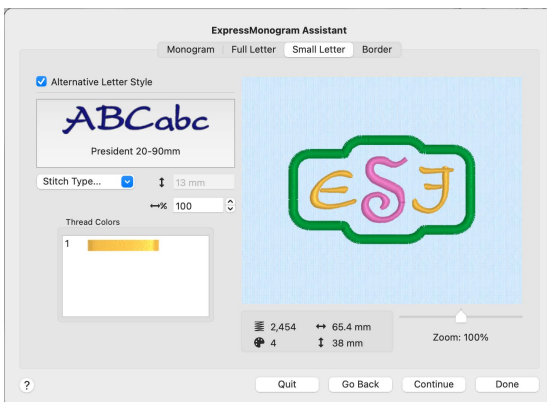 ExpressMonogram Assistant
Monogram Full Letter Small Letter Border
Alternative Letter Style
ABCabc
President 20-90mm
Stitch Type...
13 mm
% 100
Thread Colors
1
ESJ
2,454
65.4 mm
4
38 mm
Zoom: 100%
?
Quit Go Back Continue Done